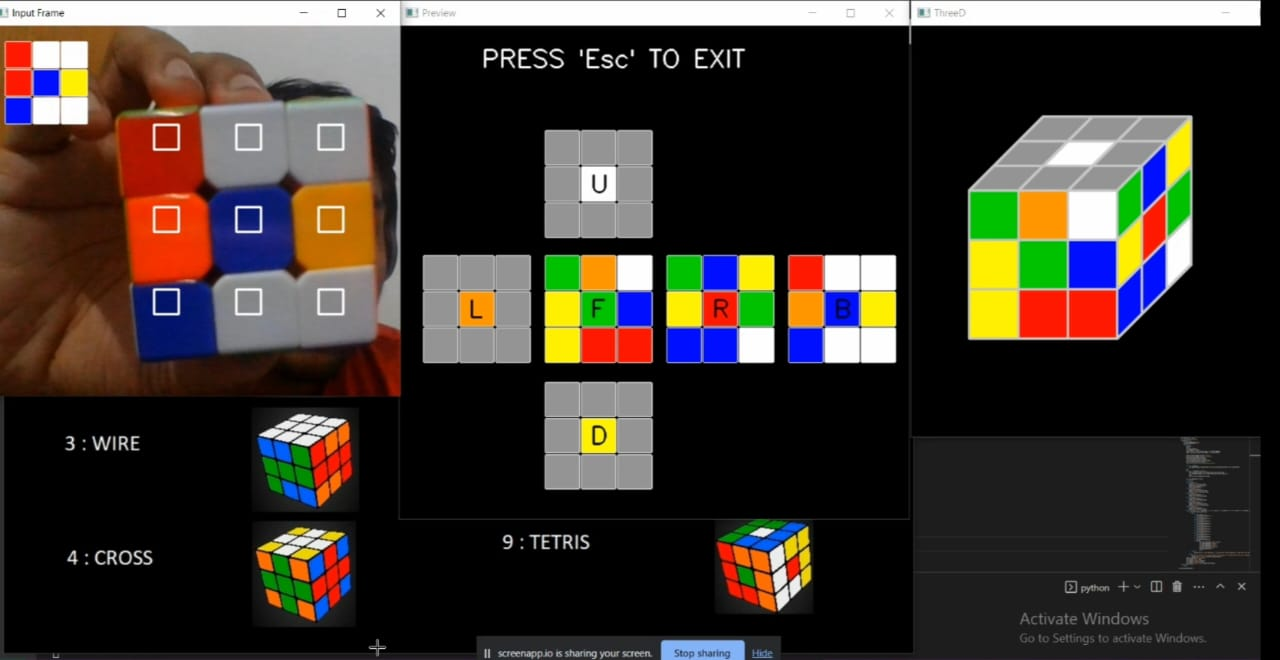 Input Frame
Preview
ThreeD
PRESS 'Esc' TO EXIT
U
L
F
R
B
D
3 : WIRE
4 : CROSS
9 : TETRIS
python
Activate Windows
Go to Settings to activate Windows.
screenapp.io is sharing your screen.
Stop sharing
Hide